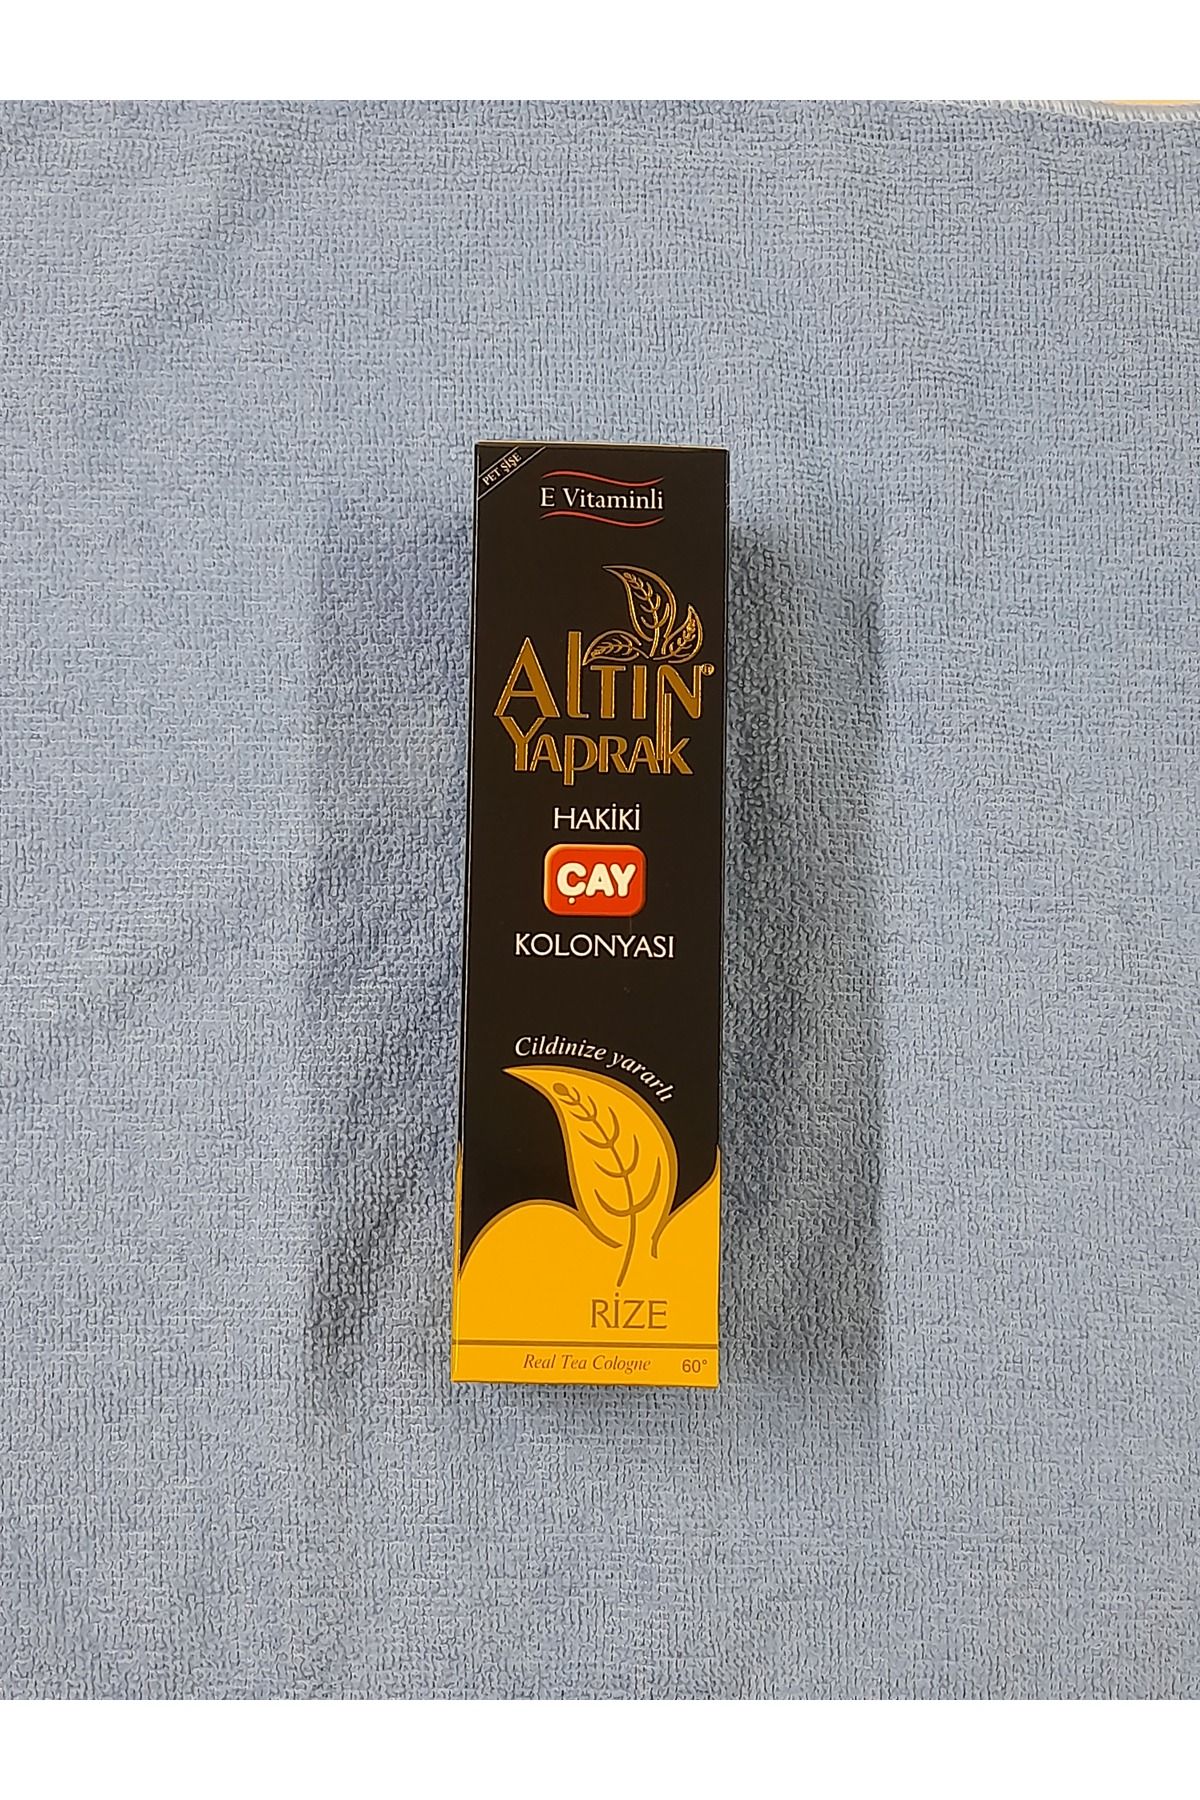 PET ŞİŞE
E Vitaminli
ALTIN
YAPRAK
HAKİKİ
ÇAY
KOLONYASI
Cildinize yararlı
RİZE
Real Tea Cologne 60°